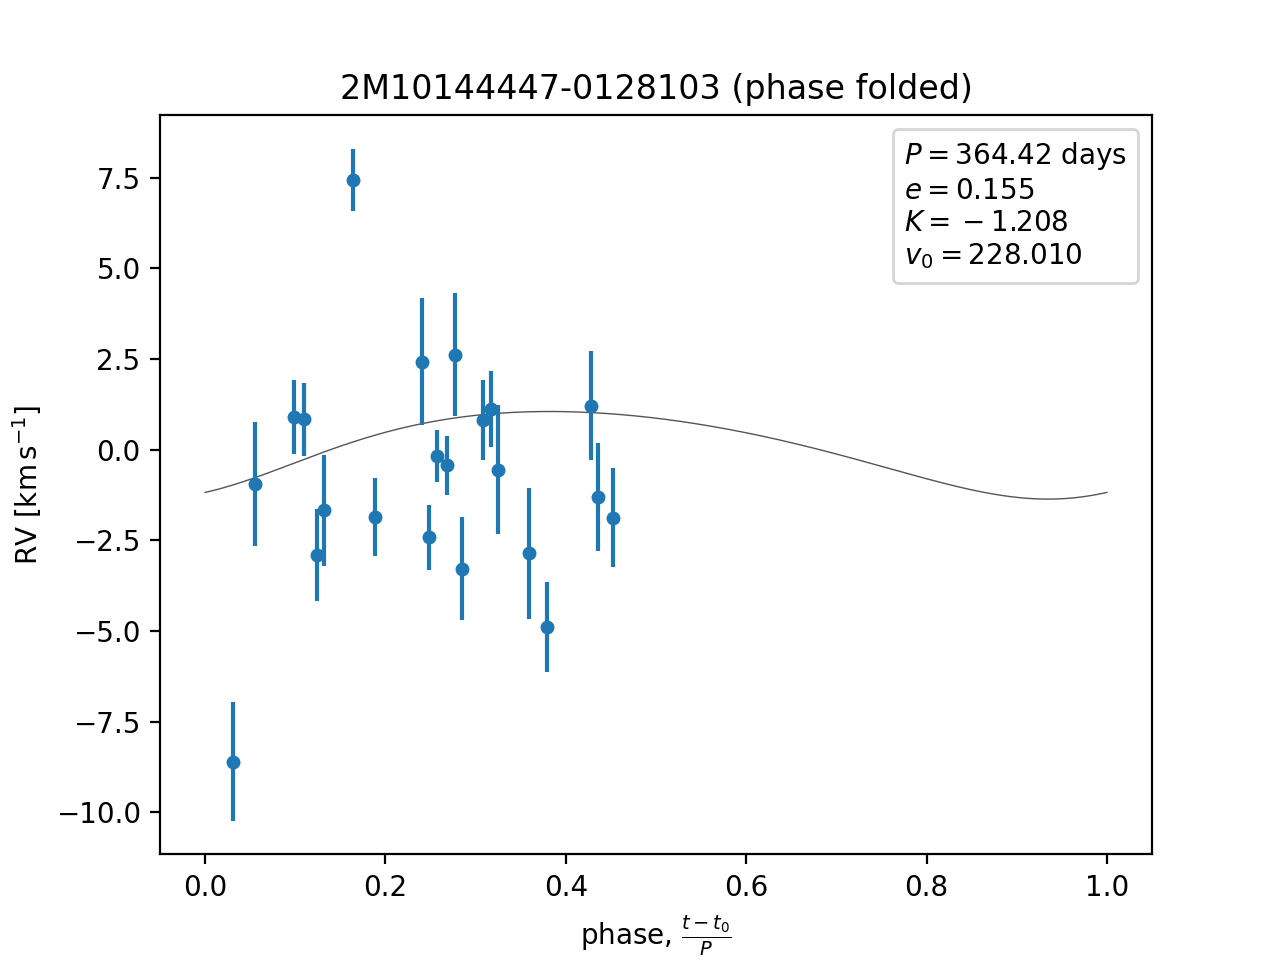 2M10144447-0128103 (phase folded)
P = 364.42 days
e = 0.155
K = −1.208
v₀ = 228.010
7.5
5.0
2.5
0.0
−2.5
−5.0
−7.5
−10.0
RV [km s⁻¹]
0.0 0.2 0.4 0.6 0.8 1.0
phase, (t − t₀)/P